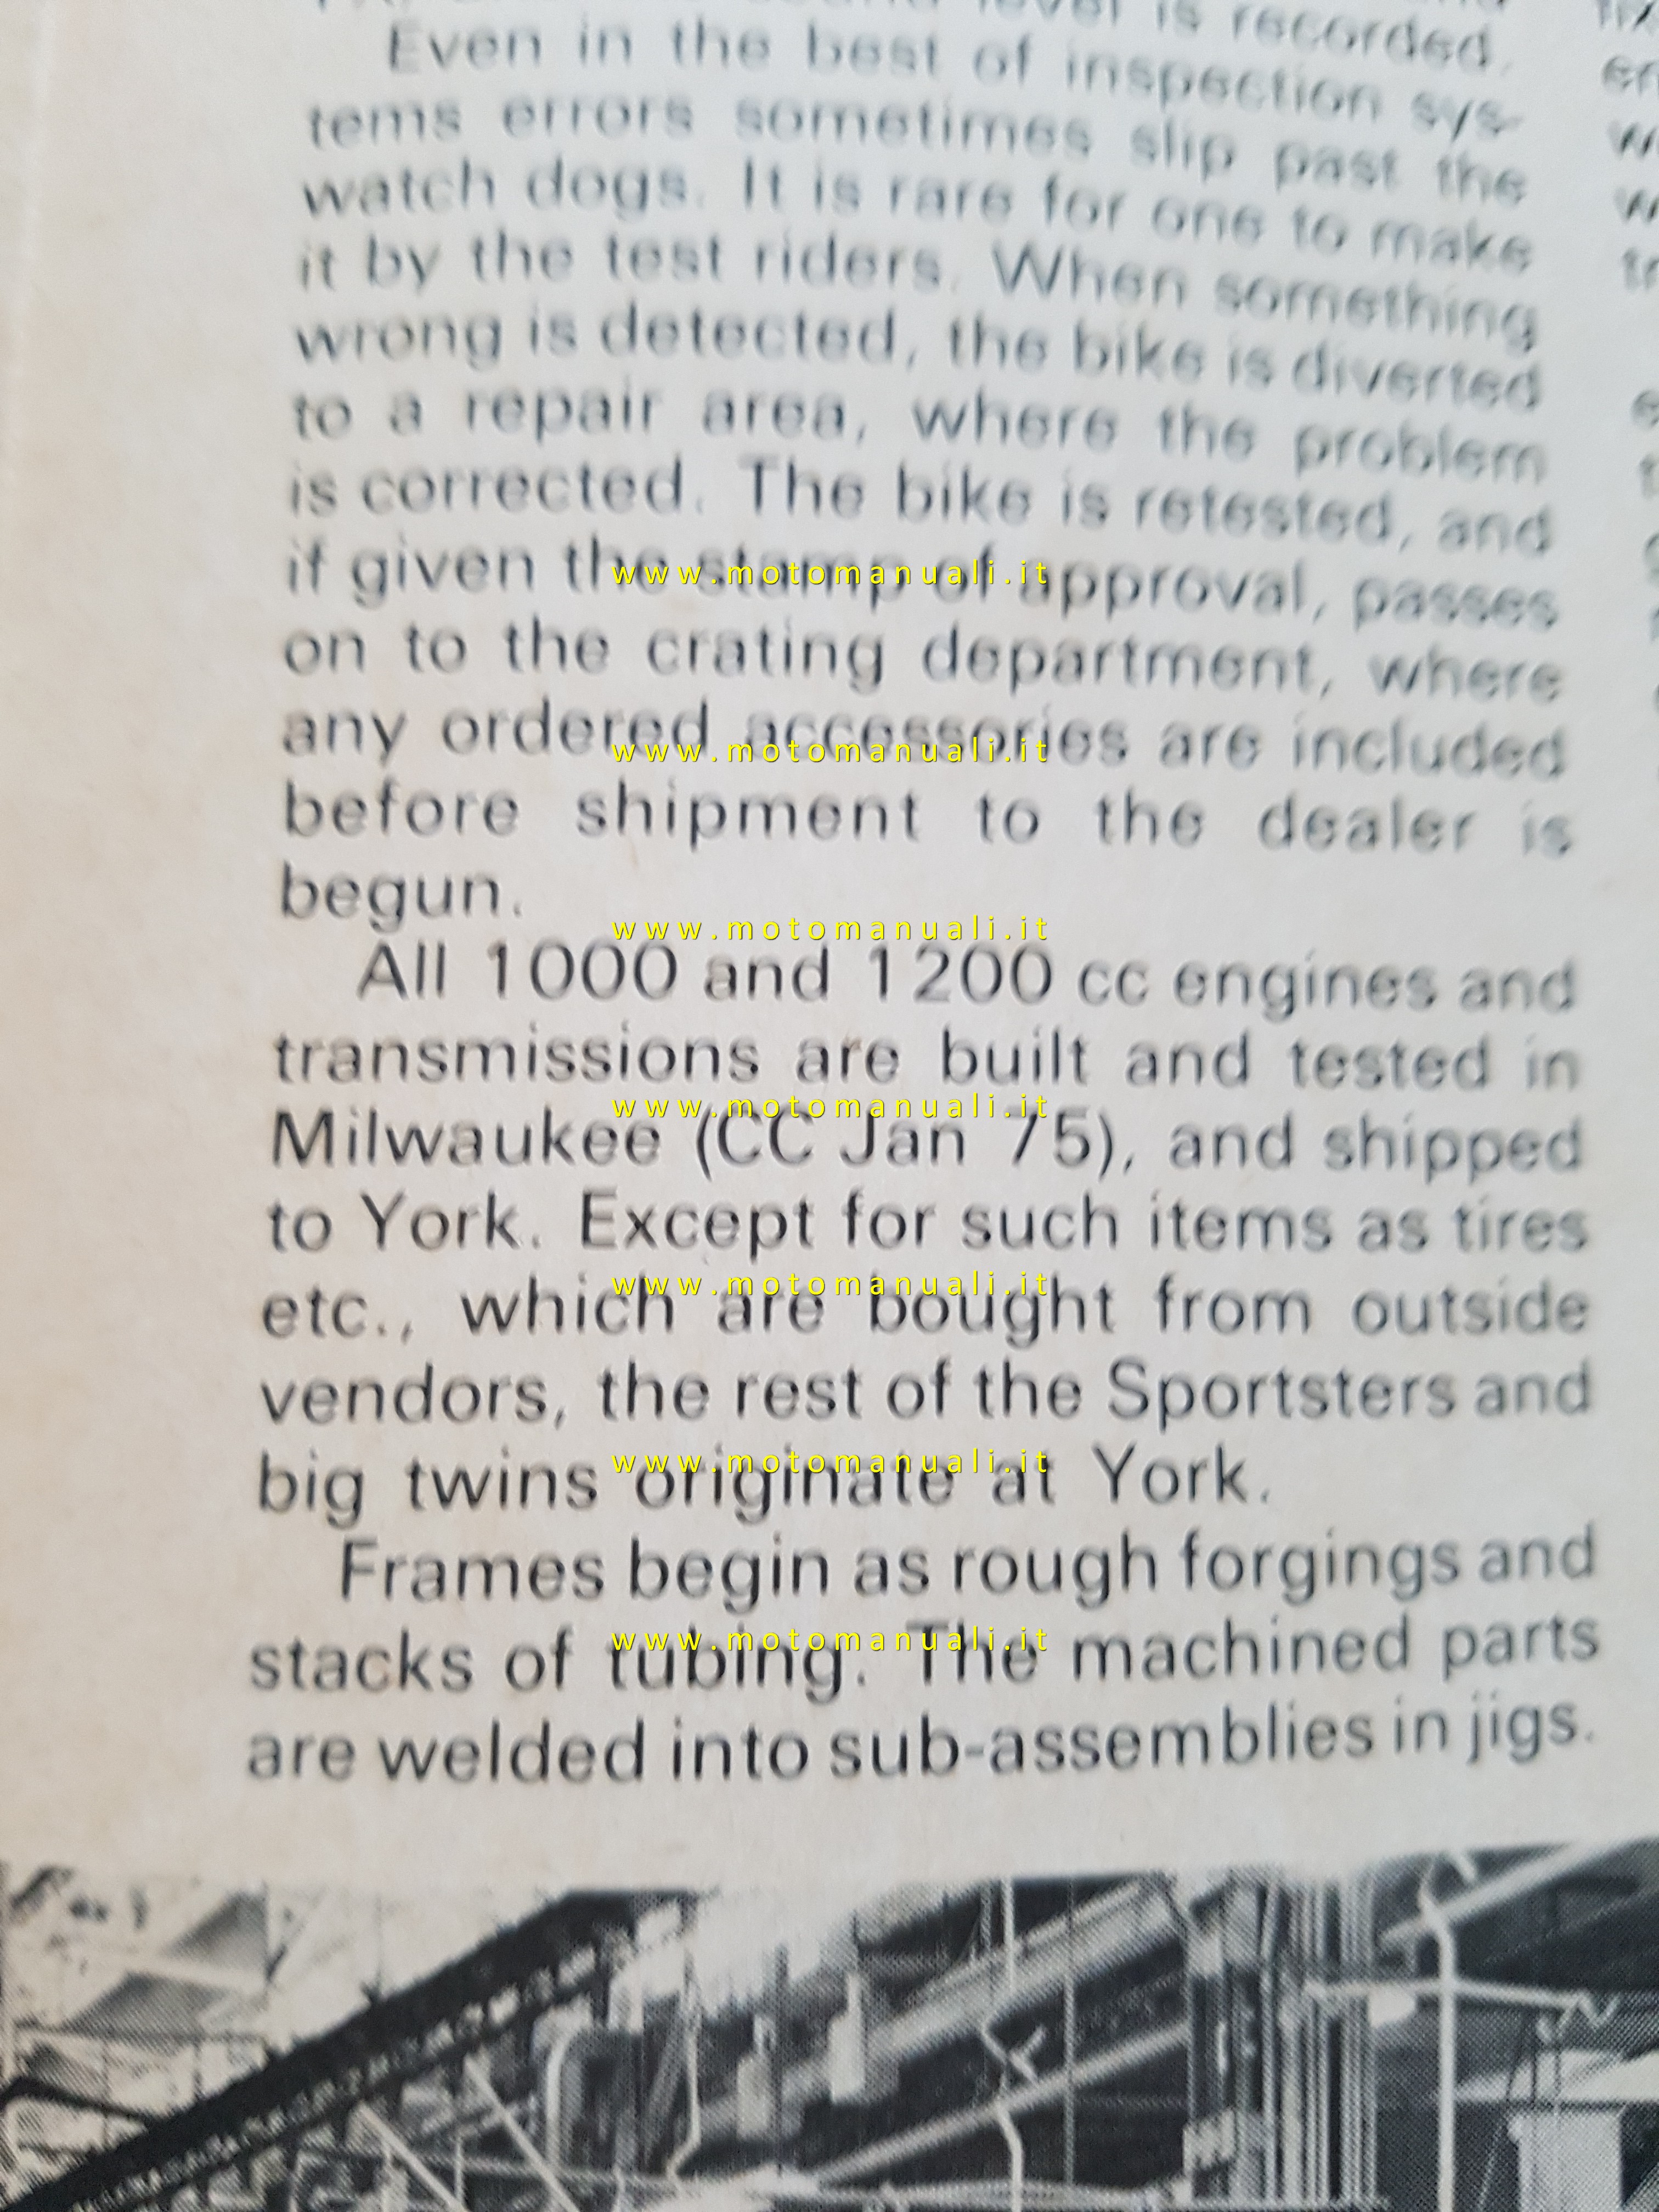 level is recorded.
Even in the best of inspection sys-
tems errors sometimes slip past the
watch dogs. It is rare for one to make
it by the test riders. When something
wrong is detected, the bike is diverted
to a repair area, where the problem
is corrected. The bike is retested, and
if given the stamp of approval, passes
www.motomanuali.it
on to the crating department, where
any ordered accessories are included
www.motomanuali.it
before shipment to the dealer is
begun.
www.motomanuali.it
All 1000 and 1200 cc engines and
transmissions are built and tested in
www.motomanuali.it
Milwaukee (CC Jan 75), and shipped
to York. Except for such items as tires
www.motomanuali.it
etc., which are bought from outside
vendors, the rest of the Sportsters and
www.motomanuali.it
big twins originate at York.
Frames begin as rough forgings and
www.motomanuali.it
stacks of tubing. The machined parts
are welded into sub-assemblies in jigs.